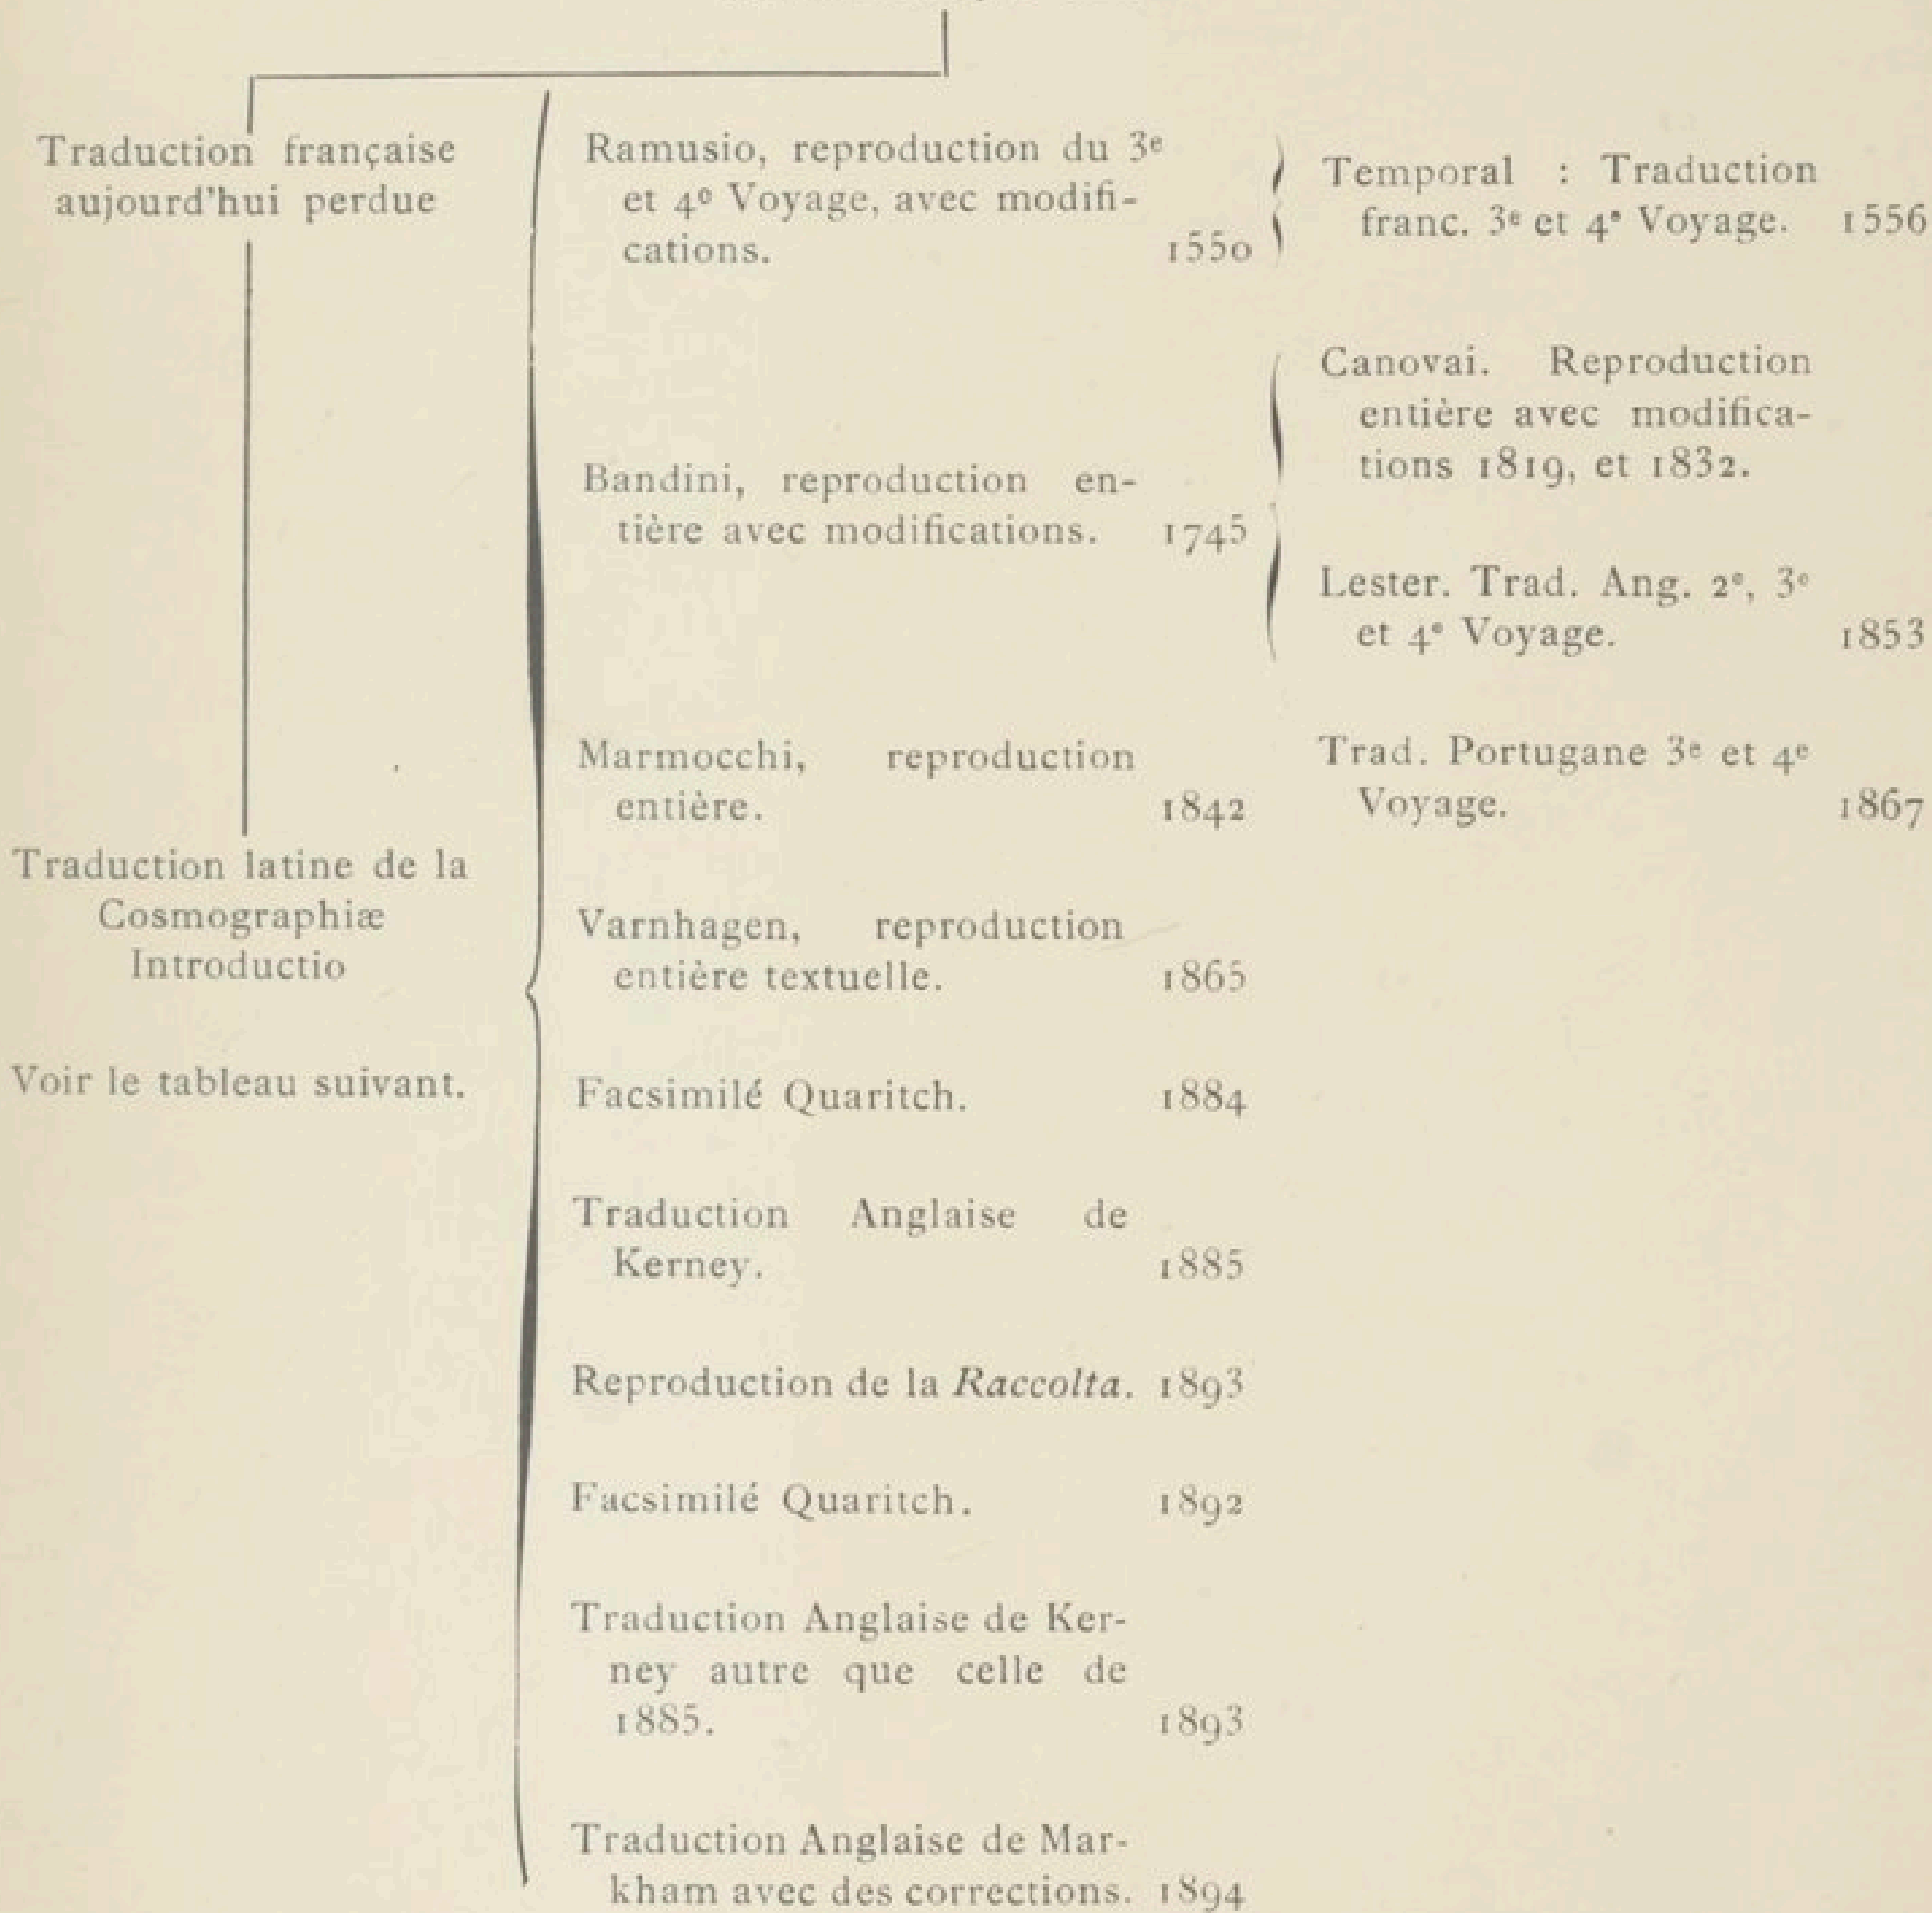 Traduction française
aujourd'hui perdue
Traduction latine de la
Cosmographiæ
Introductio
Voir le tableau suivant.
Ramusio, reproduction du 3e
et 4e Voyage, avec modifi-
cations. 1550
Bandini, reproduction en-
tière avec modifications. 1745
Marmocchi, reproduction
entière. 1842
Varnhagen, reproduction
entière textuelle. 1865
Facsimilé Quaritch. 1884
Traduction Anglaise de
Kerney. 1885
Reproduction de la Raccolta. 1893
Facsimilé Quaritch. 1892
Traduction Anglaise de Ker-
ney autre que celle de
1885. 1893
Traduction Anglaise de Mar-
kham avec des corrections. 1894
Temporal : Traduction
franc. 3e et 4e Voyage. 1556
Canovai. Reproduction
entière avec modifica-
tions 1819, et 1832.
Lester. Trad. Ang. 2e, 3e
et 4e Voyage. 1853
Trad. Portugane 3e et 4e
Voyage. 1867